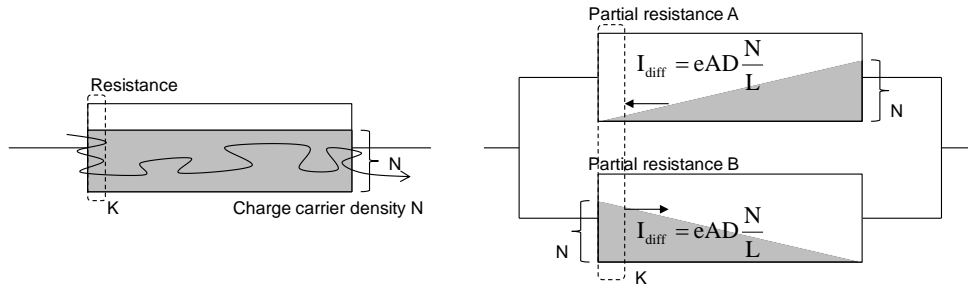 Resistance
N
K
Charge carrier density N
Partial resistance A
I_diff = eAD N/L
N
Partial resistance B
I_diff = eAD N/L
N
K